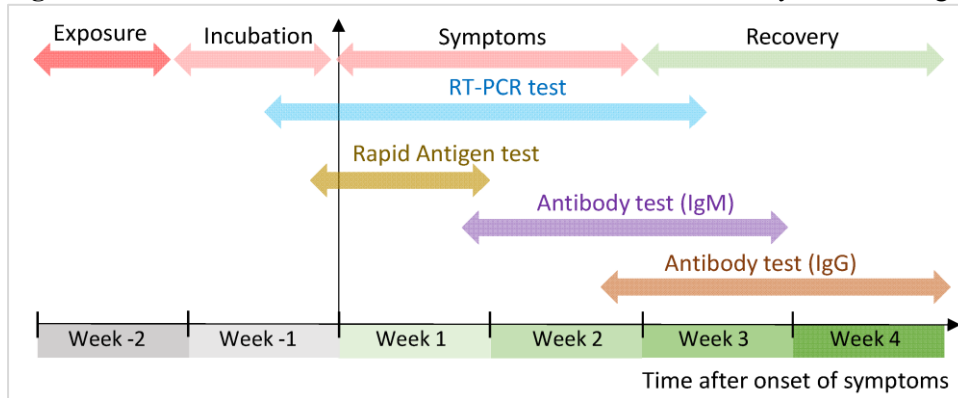 Exposure Incubation Symptoms Recovery
RT-PCR test
Rapid Antigen test
Antibody test (IgM)
Antibody test (IgG)
Week -2 Week -1 Week 1 Week 2 Week 3 Week 4
Time after onset of symptoms